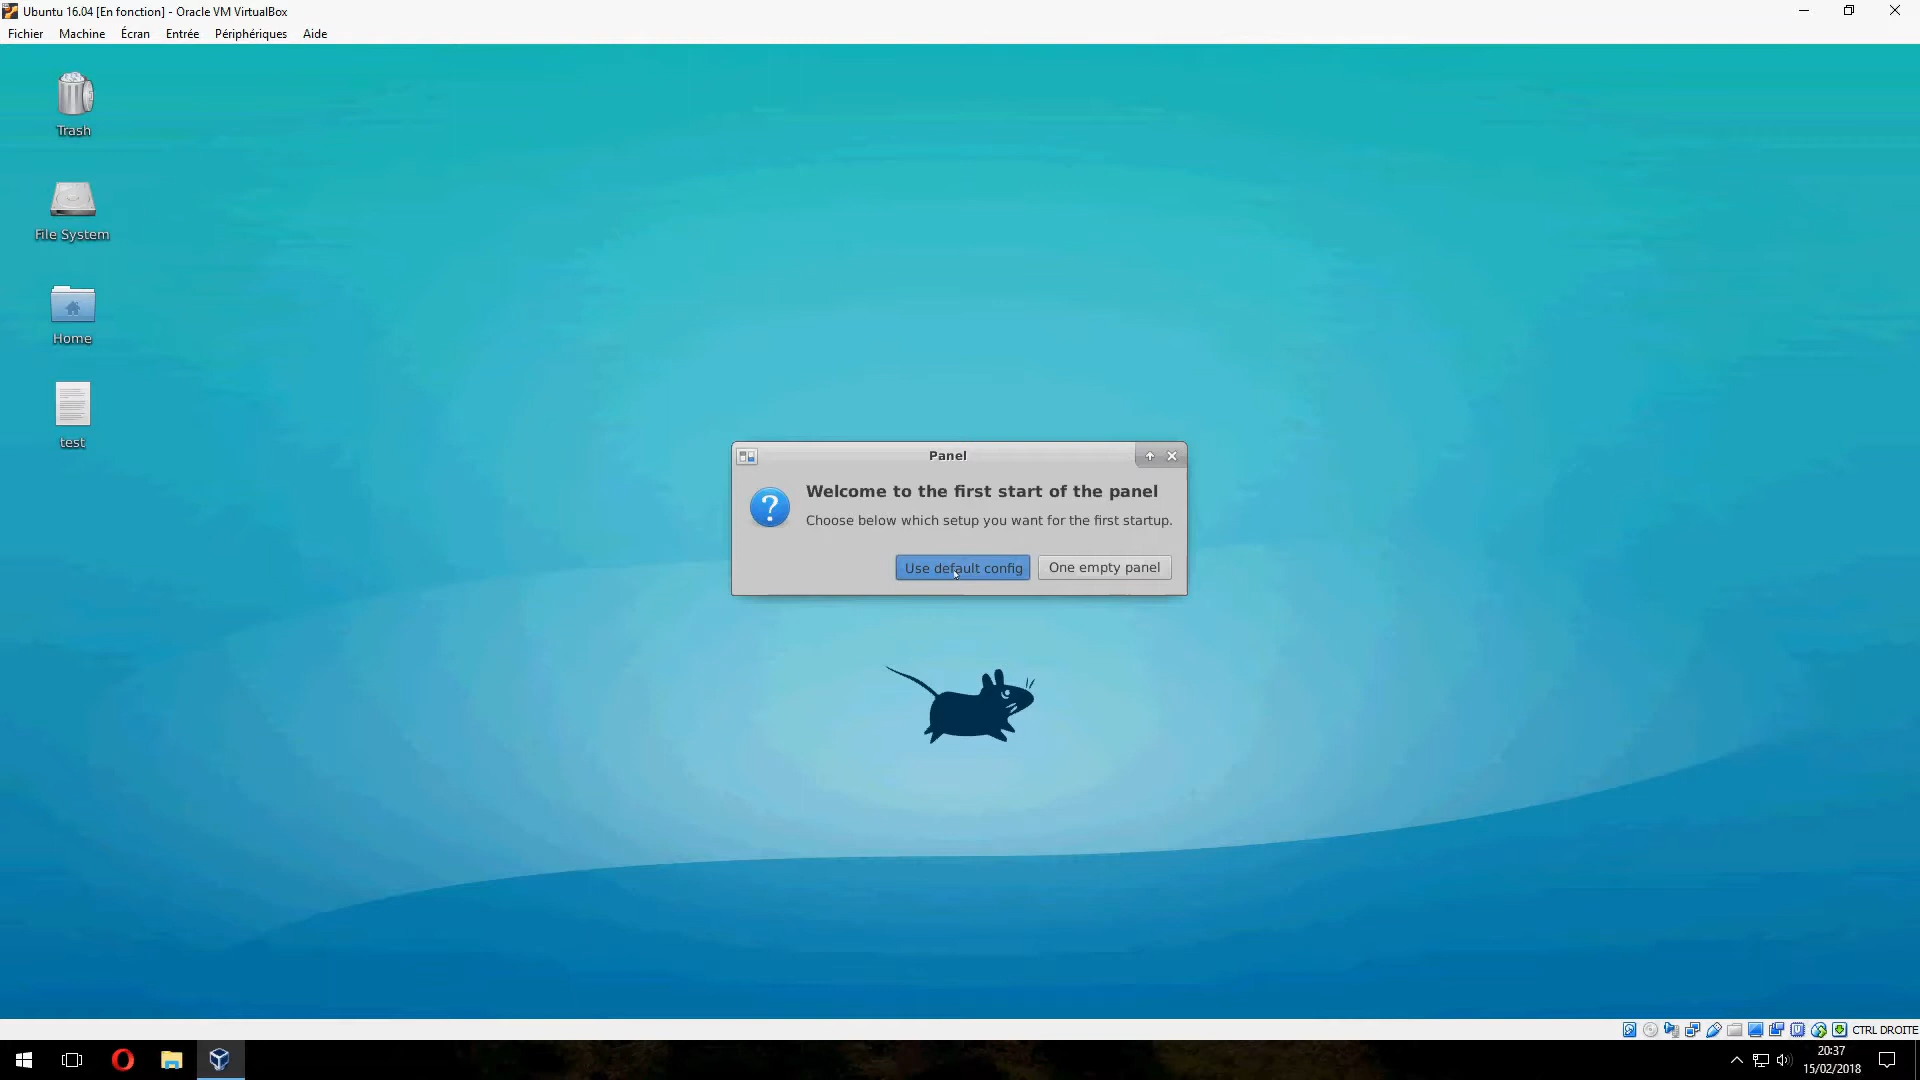 Ubuntu 16.04 [En fonction] - Oracle VM VirtualBox
Fichier Machine Écran Entrée Périphériques Aide
Trash
File System
Home
test
Panel
Welcome to the first start of the panel
Choose below which setup you want for the first startup.
Use default config One empty panel
CTRL DROITE
20:37
15/02/2018